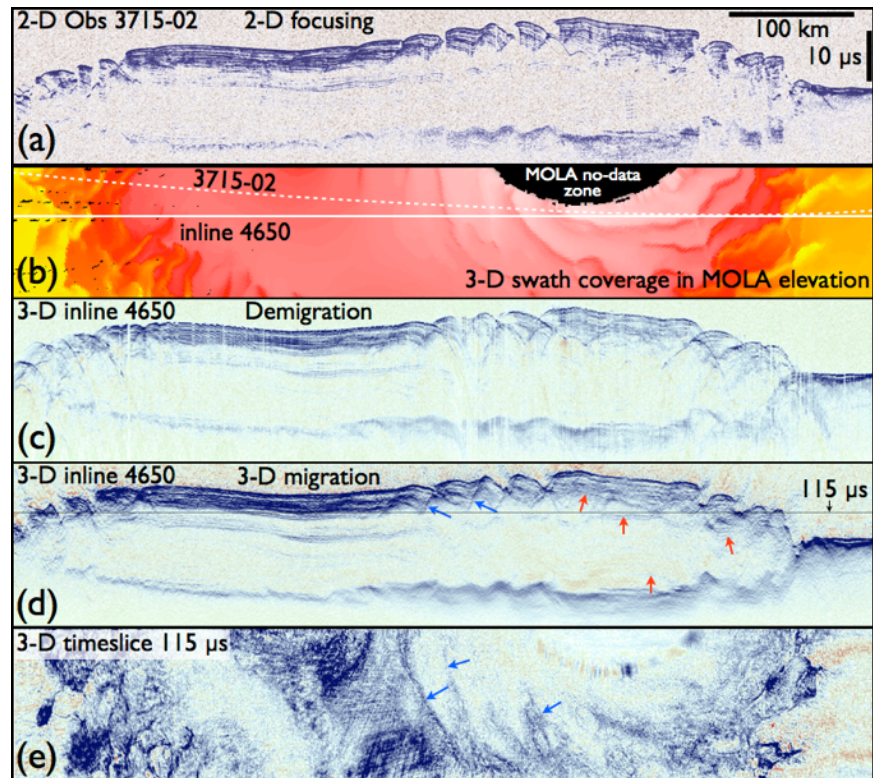 2-D Obs 3715-02 2-D focusing
100 km
10 µs
(a)
3715-02
MOLA no-data
zone
inline 4650
(b)
3-D swath coverage in MOLA elevation
3-D inline 4650 Demigration
(c)
3-D inline 4650 3-D migration
115 µs
(d)
3-D timeslice 115 µs
(e)